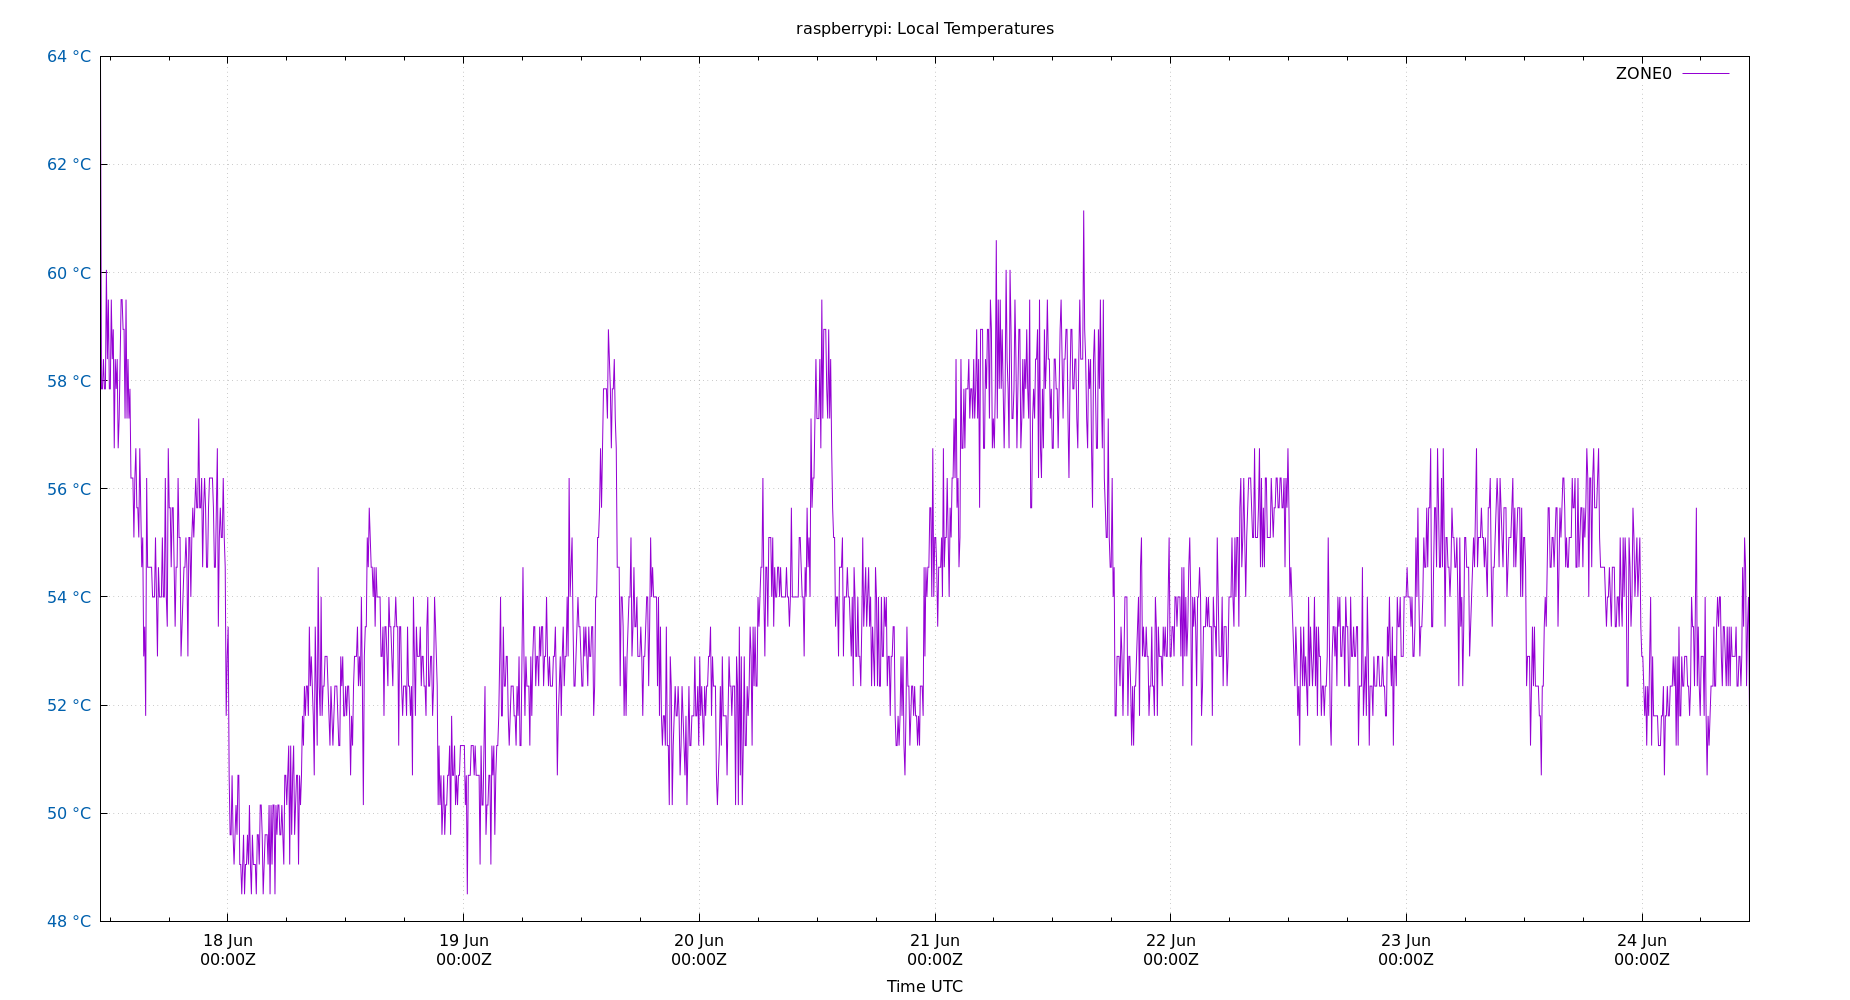 raspberrypi: Local Temperatures
ZONE0
64 °C
62 °C
60 °C
58 °C
56 °C
54 °C
52 °C
50 °C
48 °C
18 Jun 19 Jun 20 Jun 21 Jun 22 Jun 23 Jun 24 Jun
00:00Z 00:00Z 00:00Z 00:00Z 00:00Z 00:00Z 00:00Z
Time UTC